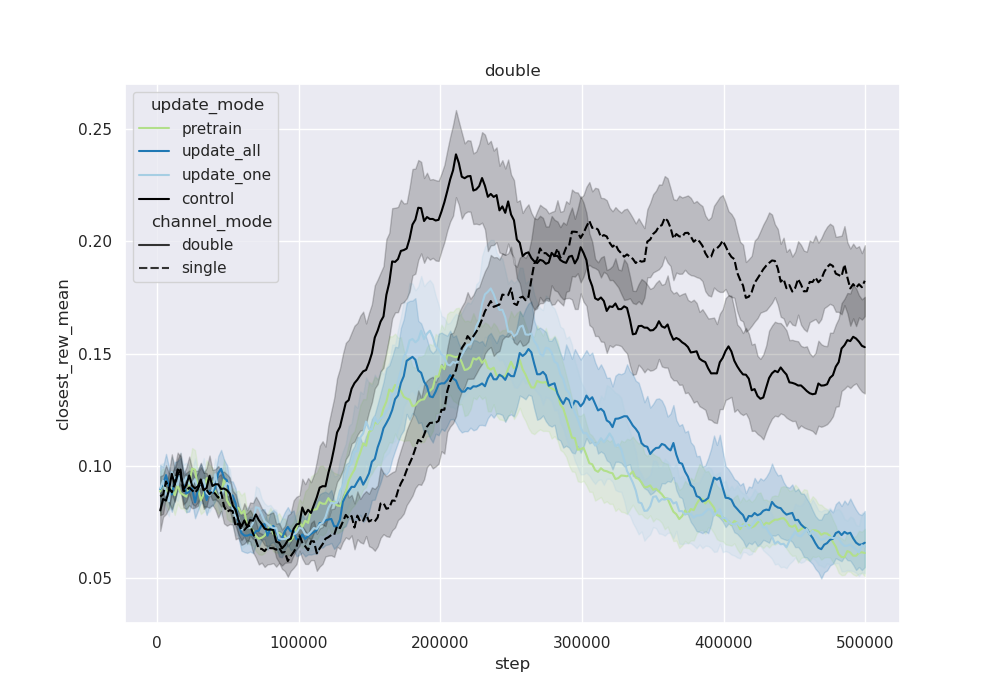 double
update_mode
pretrain
update_all
update_one
control
channel_mode
double
single
0.25
0.20
0.15
0.10
0.05
closest_rew_mean
0
100000
200000
300000
400000
500000
step